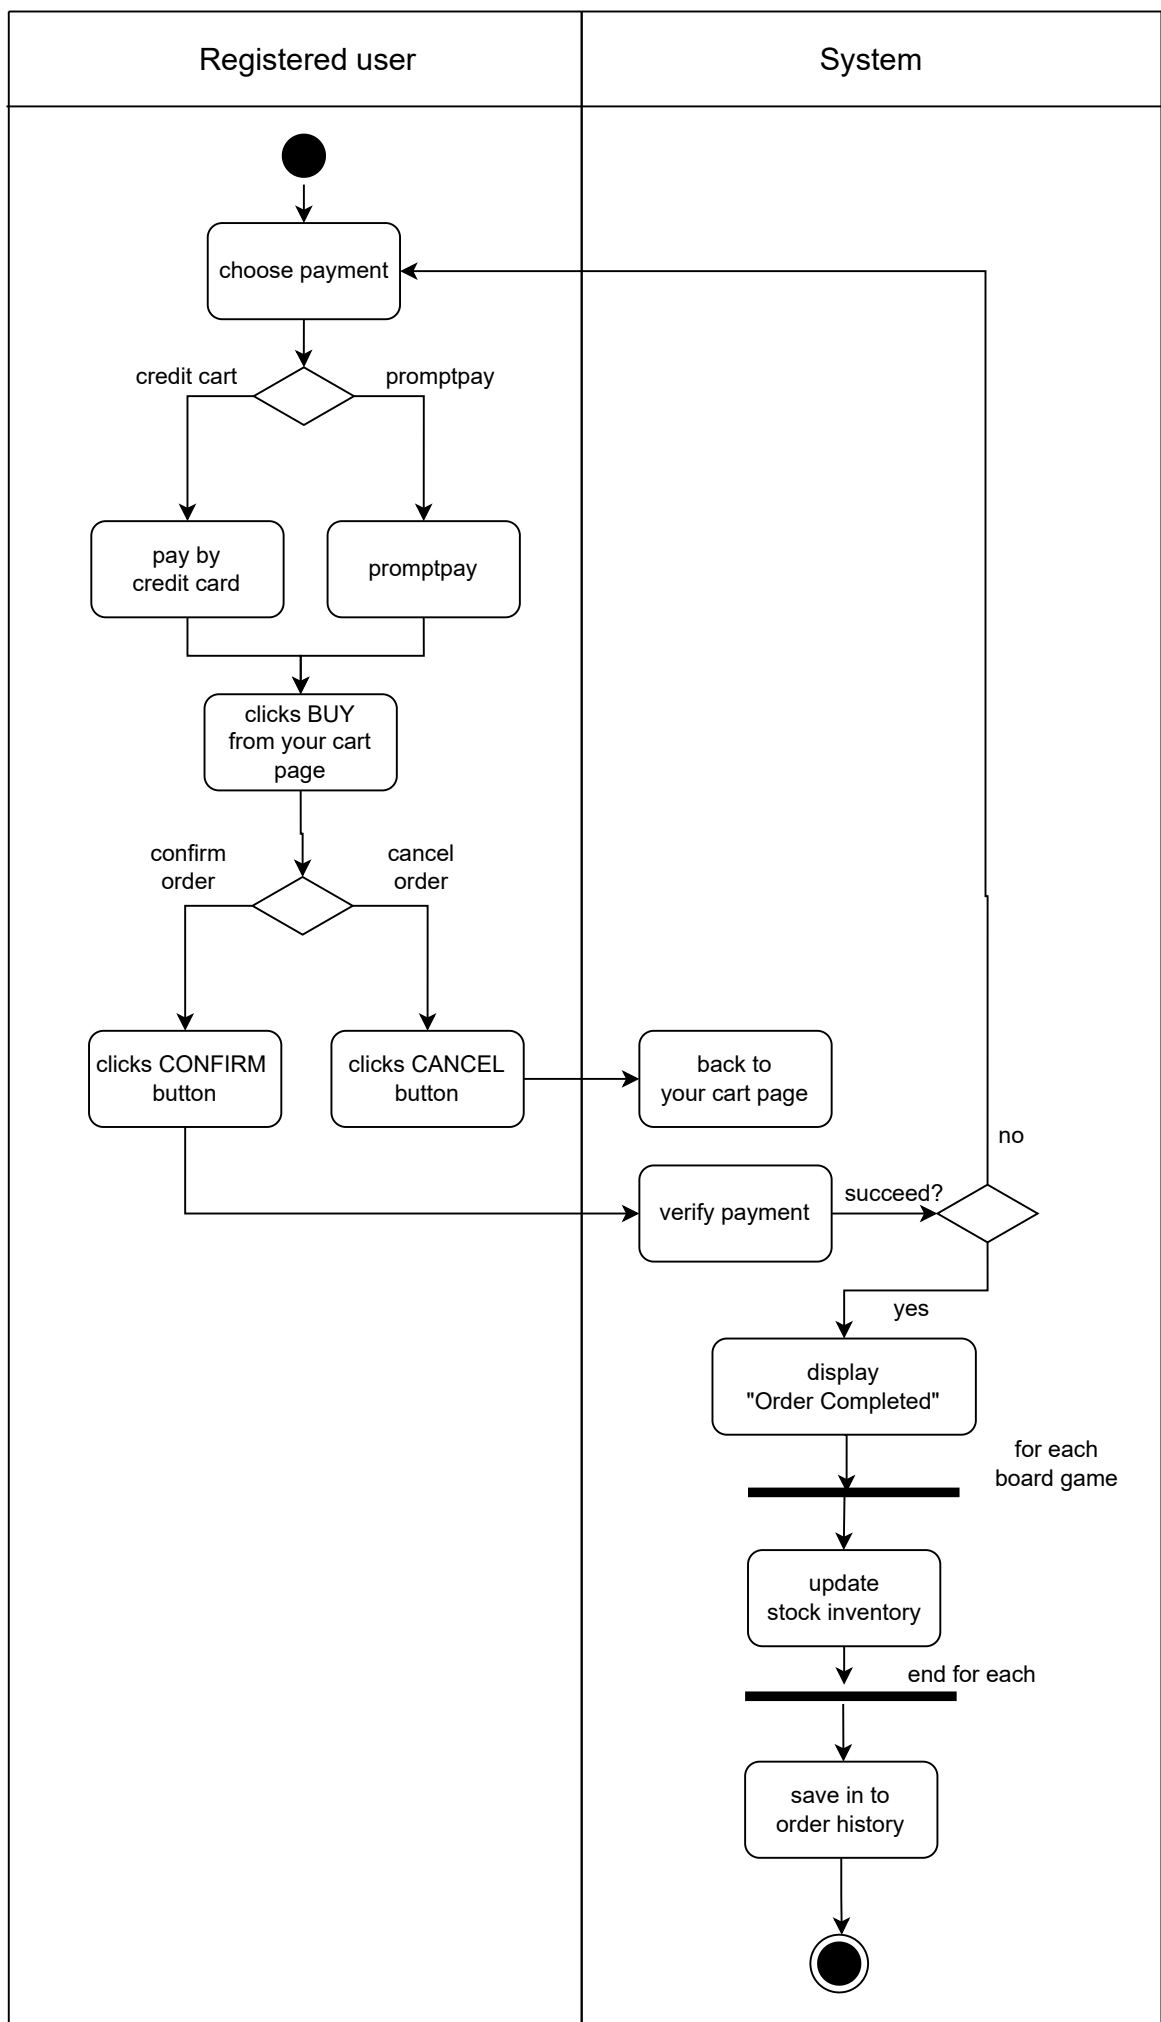 Registered user
System
choose payment
credit cart
promptpay
pay by
credit card
promptpay
clicks BUY
from your cart
page
confirm
order
cancel
order
clicks CONFIRM
button
clicks CANCEL
button
back to
your cart page
no
verify payment
succeed?
yes
display
"Order Completed"
for each
board game
update
stock inventory
end for each
save in to
order history